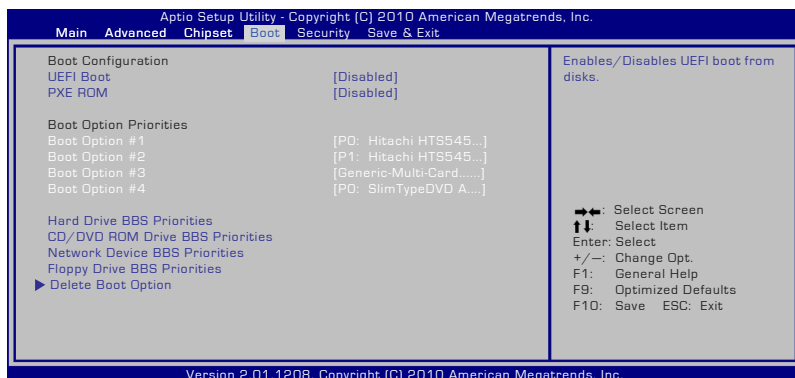 Aptio Setup Utility - Copyright (C) 2010 American Megatrends, Inc.
Main Advanced Chipset Boot Security Save & Exit
Boot Configuration
UEFI Boot [Disabled]
PXE ROM [Disabled]
Boot Option Priorities
Boot Option #1 [P0: Hitachi HTS545...]
Boot Option #2 [P1: Hitachi HTS545...]
Boot Option #3 [Generic-Multi-Card......]
Boot Option #4 [P0: SlimTypeDVD A....]
Hard Drive BBS Priorities
CD/DVD ROM Drive BBS Priorities
Network Device BBS Priorities
Floppy Drive BBS Priorities
Delete Boot Option
Enables/Disables UEFI boot from
disks.
→←: Select Screen
↑↓: Select Item
Enter: Select
+/—: Change Opt.
F1: General Help
F9: Optimized Defaults
F10: Save ESC: Exit
Version 2.01.1208. Copyright (C) 2010 American Megatrends, Inc.